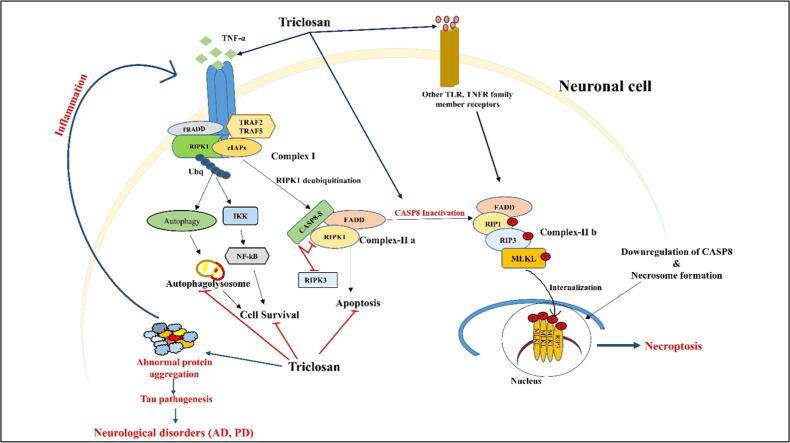 Triclosan
TNF-α
Neuronal cell
Other TLR, TNFR family
member receptors
Inflammation
TRADD
TRAF2
TRAF5
RIPK1
cIAPs
Complex I
Ubq
RIPK1 deubiquitination
Autophagy
IKK
CASP8-8
FADD
RIPK1
Complex-II a
CASP8 Inactivation
FADD
RIP1
P
RIP3
P
MLKL
P
Complex-II b
NF-kB
RIPK3
Autophagolysosome
Cell Survival
Apoptosis
Downregulation of CASP8
&
Necrosome formation
Internalization
Nucleus
Necroptosis
Triclosan
Abnormal protein
aggregation
Tau pathogenesis
Neurological disorders (AD, PD)